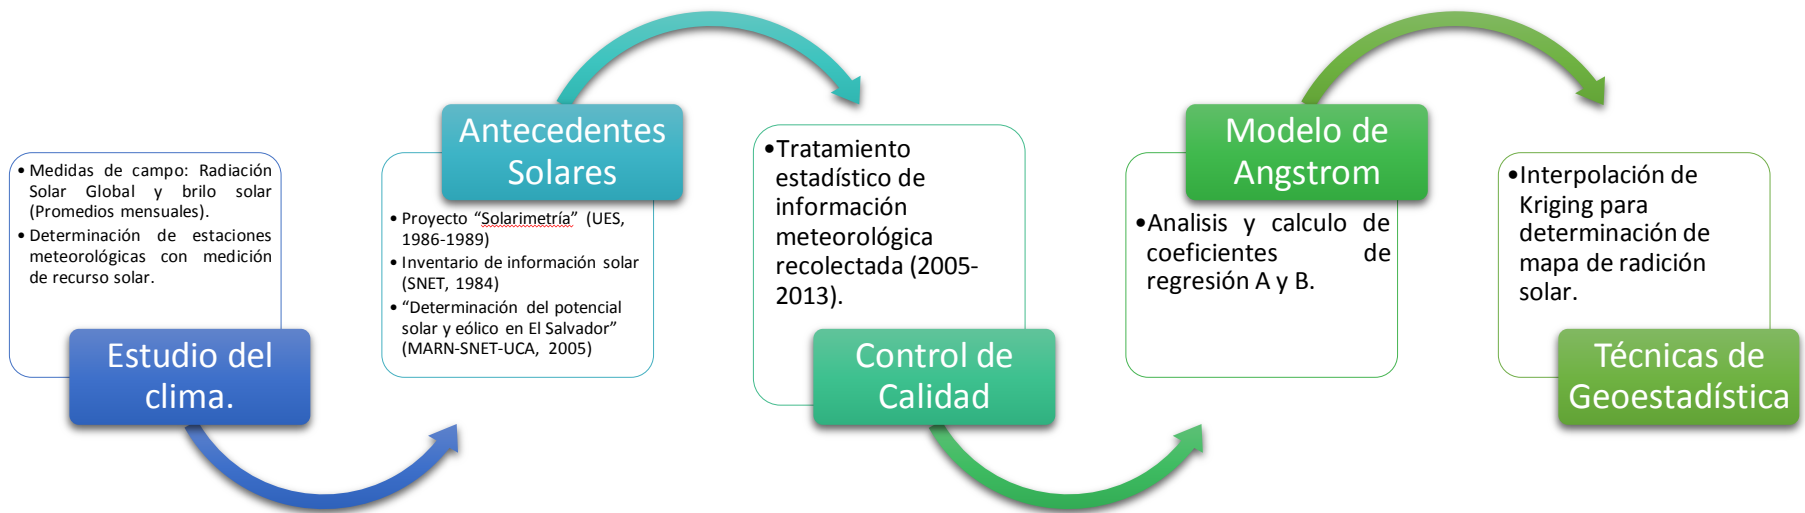 • Medidas de campo: Radiación
Solar Global y brilo solar
(Promedios mensuales).
• Determinación de estaciones
meteorológicas con medición
de recurso solar.
Estudio del
clima.
Antecedentes
Solares
• Proyecto “Solarimetría” (UES,
1986-1989)
• Inventario de información solar
(SNET, 1984)
• “Determinación del potencial
solar y eólico en El Salvador”
(MARN-SNET-UCA, 2005)
•Tratamiento
estadístico de
información
meteorológica
recolectada (2005-
2013).
Control de
Calidad
Modelo de
Angstrom
•Analisis y calculo de
coeficientes de
regresión A y B.
•Interpolación de
Kriging para
determinación de
mapa de radición
solar.
Técnicas de
Geoestadística